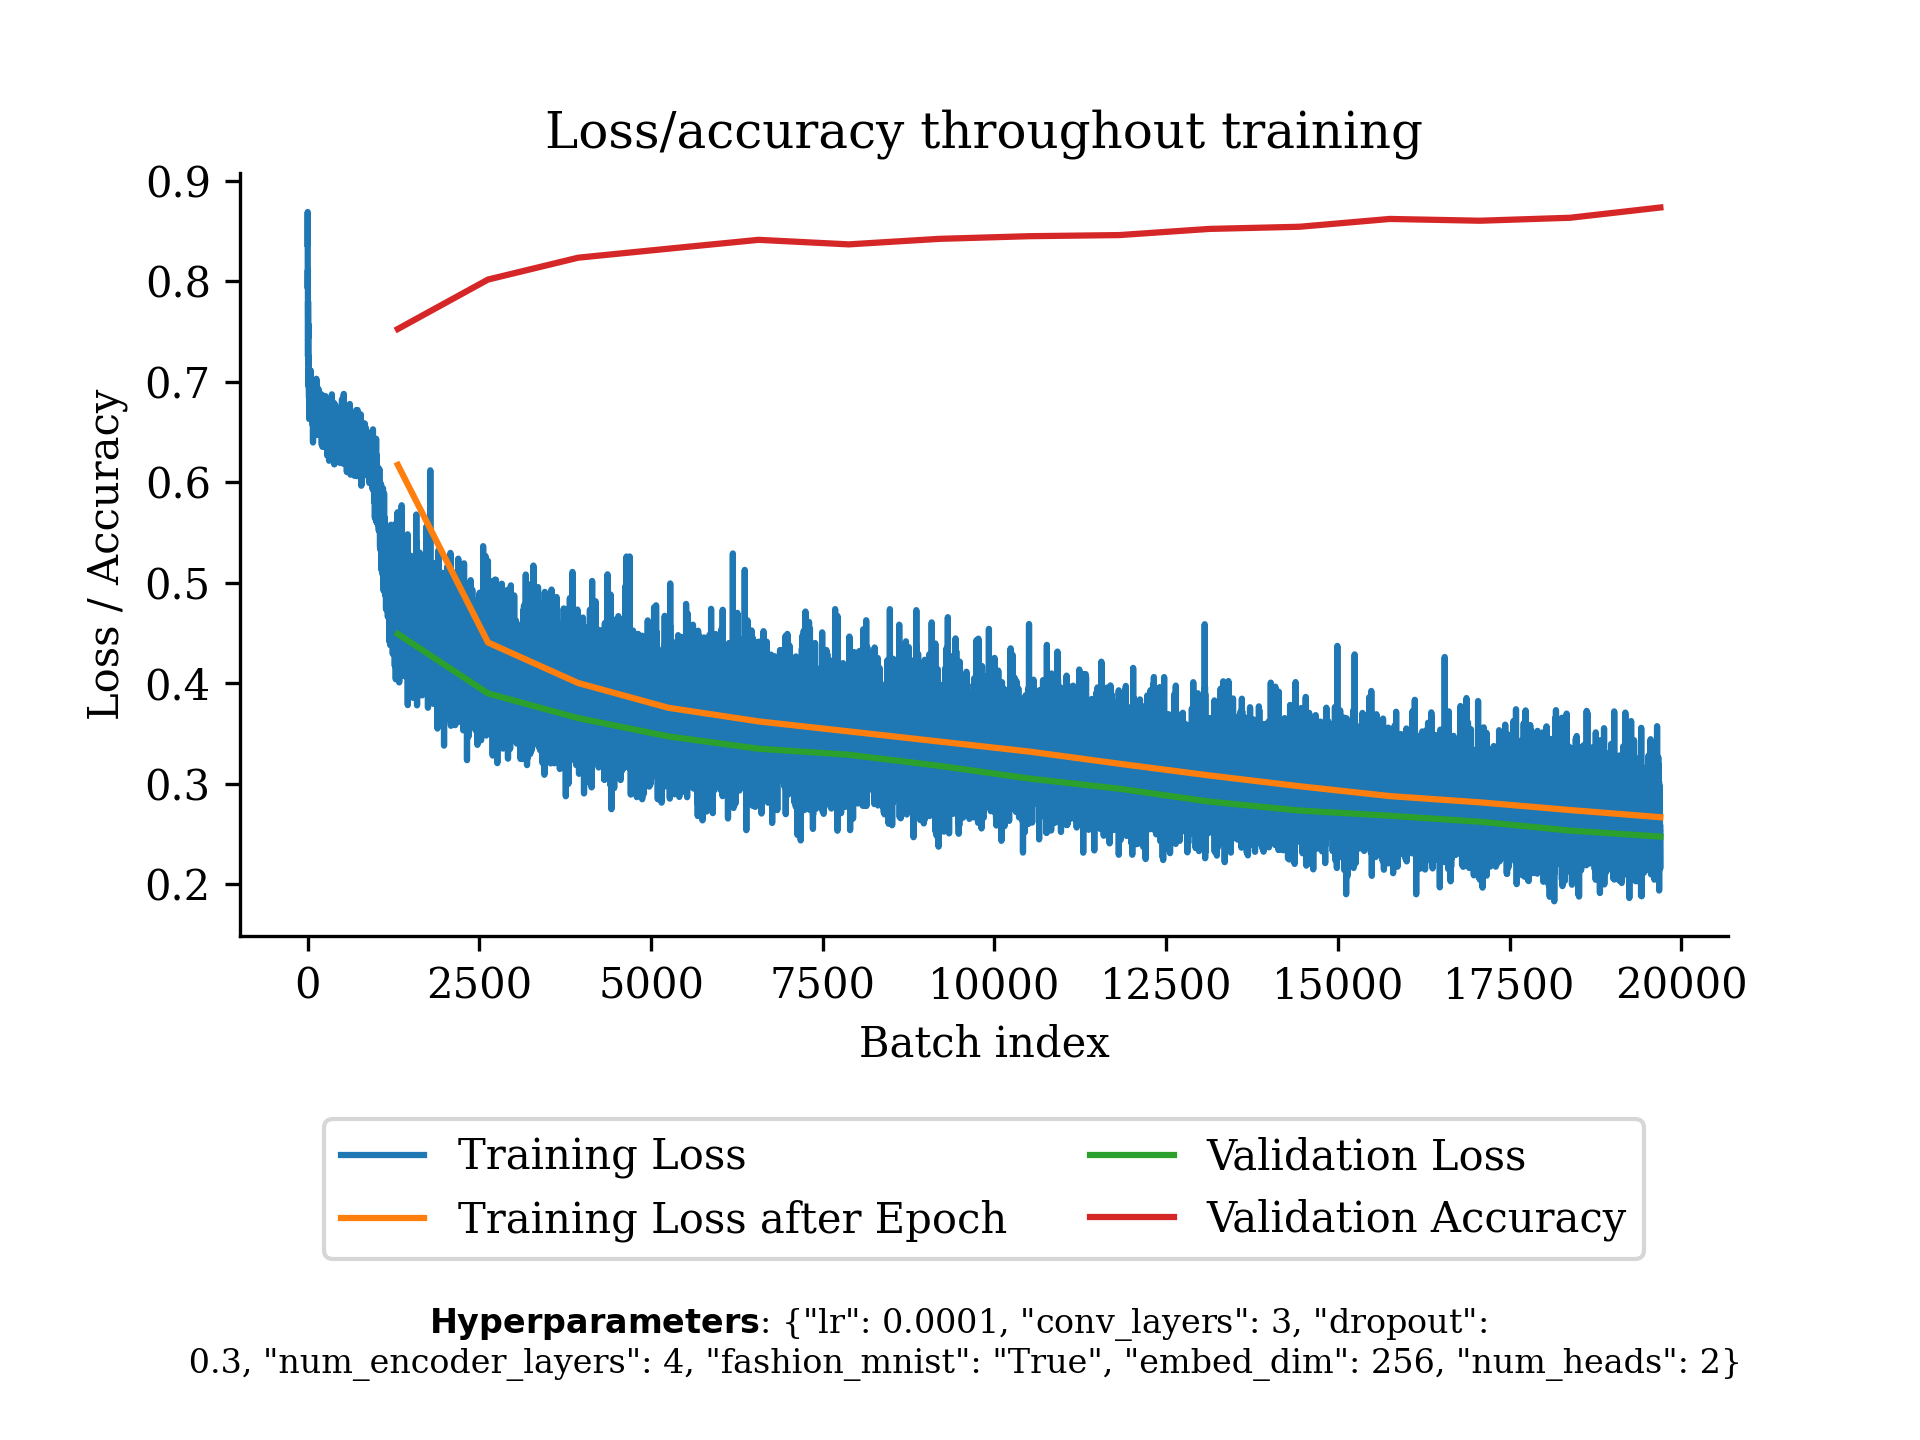 Loss/accuracy throughout training
0.9
0.8
0.7
0.6
0.5
0.4
0.3
0.2
Loss / Accuracy
0 2500 5000 7500 10000 12500 15000 17500 20000
Batch index
Training Loss
Training Loss after Epoch
Validation Loss
Validation Accuracy
Hyperparameters: {"lr": 0.0001, "conv_layers": 3, "dropout":
0.3, "num_encoder_layers": 4, "fashion_mnist": "True", "embed_dim": 256, "num_heads": 2}